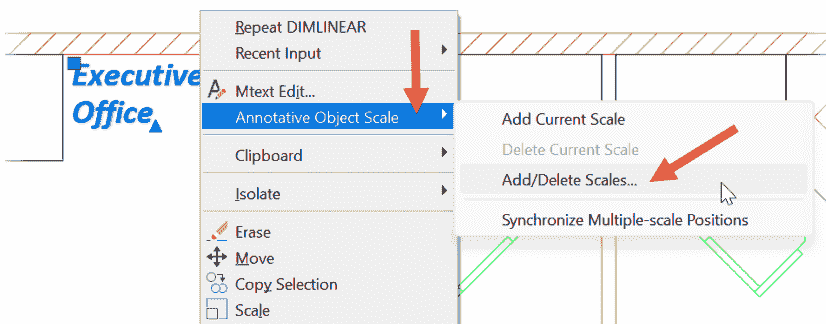 Executive
Office
Repeat DIMLINEAR
Recent Input
Mtext Edit...
Annotative Object Scale
Clipboard
Isolate
Erase
Move
Copy Selection
Scale
Add Current Scale
Delete Current Scale
Add/Delete Scales...
Synchronize Multiple-scale Positions